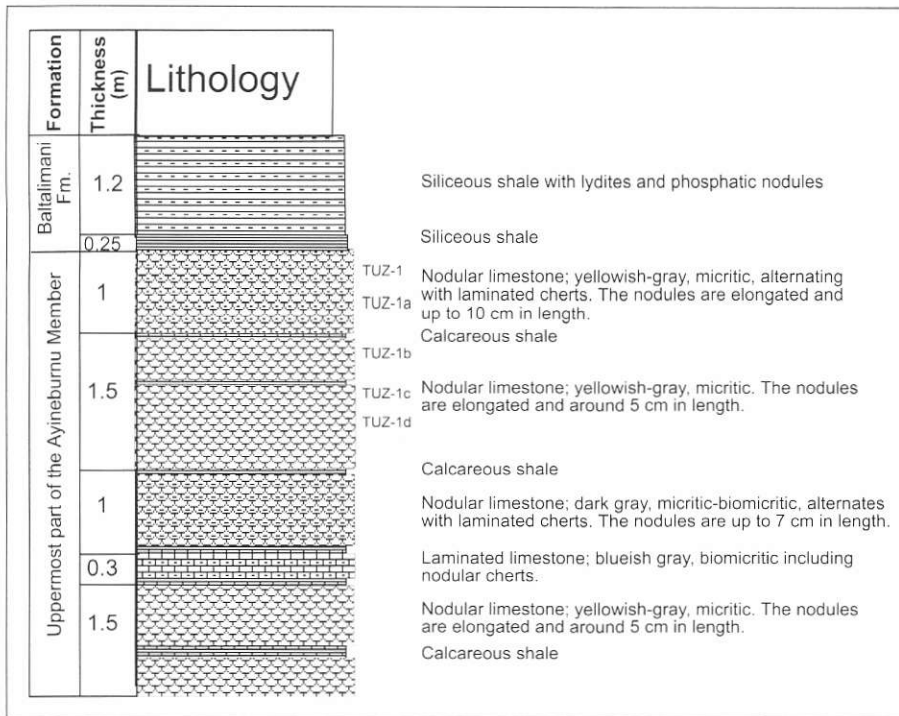 Formation
Thickness
(m)
Lithology
Baltalimani
Fm.
1.2
Siliceous shale with lydites and phosphatic nodules
0.25
Siliceous shale
Uppermost part of the Ayineburnu Member
1
TUZ-1
TUZ-1a
Nodular limestone; yellowish-gray, micritic, alternating
with laminated cherts. The nodules are elongated and
up to 10 cm in length.
Calcareous shale
1.5
TUZ-1b
TUZ-1c
TUZ-1d
Nodular limestone; yellowish-gray, micritic. The nodules
are elongated and around 5 cm in length.
Calcareous shale
1
Nodular limestone; dark gray, micritic-biomicritic, alternates
with laminated cherts. The nodules are up to 7 cm in length.
0.3
Laminated limestone; blueish gray, biomicritic including
nodular cherts.
1.5
Nodular limestone; yellowish-gray, micritic. The nodules
are elongated and around 5 cm in length.
Calcareous shale